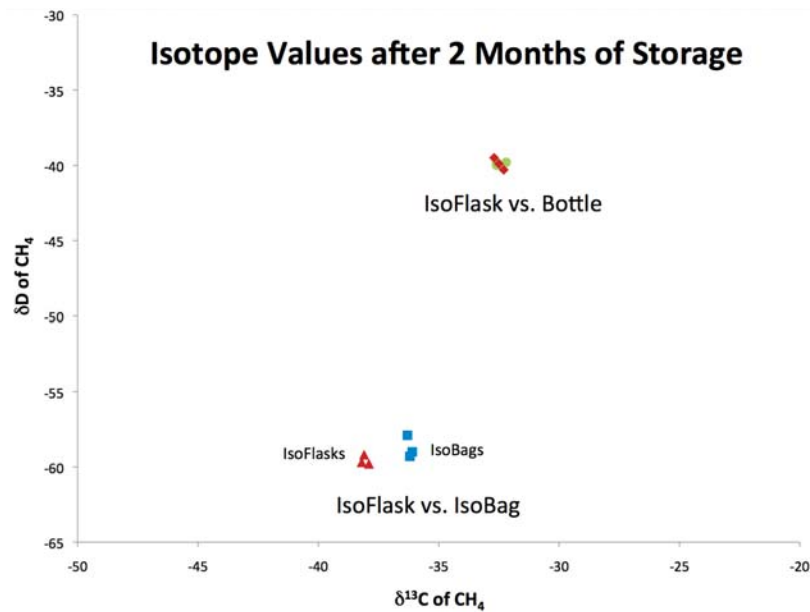 Isotope Values after 2 Months of Storage
-30
-35
-40
-45
-50
-55
-60
-65
δD of CH₄
IsoFlask vs. Bottle
IsoFlasks
IsoBags
IsoFlask vs. IsoBag
-50
-45
-40
-35
-30
-25
-20
δ¹³C of CH₄